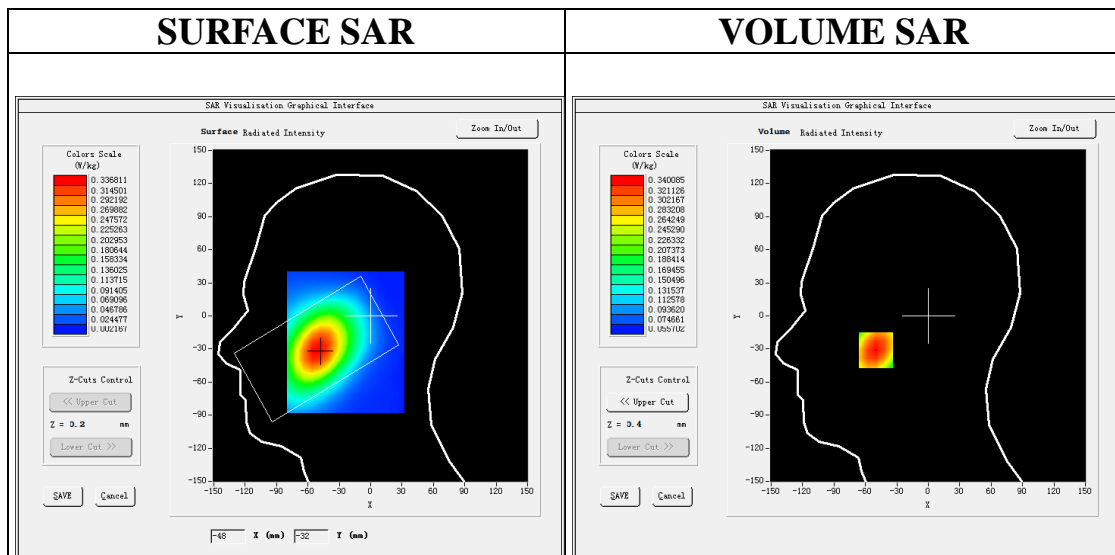 SURFACE SAR
VOLUME SAR
SAR Visualisation Graphical Interface
Surface Radiated Intensity
Zoom In/Out
Colors Scale
(W/kg)
0.336811
0.314501
0.292192
0.269882
0.247572
0.225263
0.202953
0.180644
0.158334
0.136025
0.113715
0.091405
0.069096
0.046786
0.024477
0.002167
150
120
90
60
30
0
-30
-60
-90
-120
-150
Y
-150 -120 -90 -60 -30 0 30 60 90 120 150
X
Z-Cuts Control
<< Upper Cut
Z = 0.2 mm
Lower Cut >>
SAVE Cancel
-48 X (mm) -32 Y (mm)
SAR Visualisation Graphical Interface
Volume Radiated Intensity
Zoom In/Out
Colors Scale
(W/kg)
0.340085
0.321126
0.302167
0.283208
0.264249
0.245290
0.226332
0.207373
0.188414
0.169455
0.150496
0.131537
0.112578
0.093620
0.074661
0.055702
150
120
90
60
30
0
-30
-60
-90
-120
-150
Y
-150 -120 -90 -60 -30 0 30 60 90 120 150
X
Z-Cuts Control
<< Upper Cut
Z = 0.4 mm
Lower Cut >>
SAVE Cancel